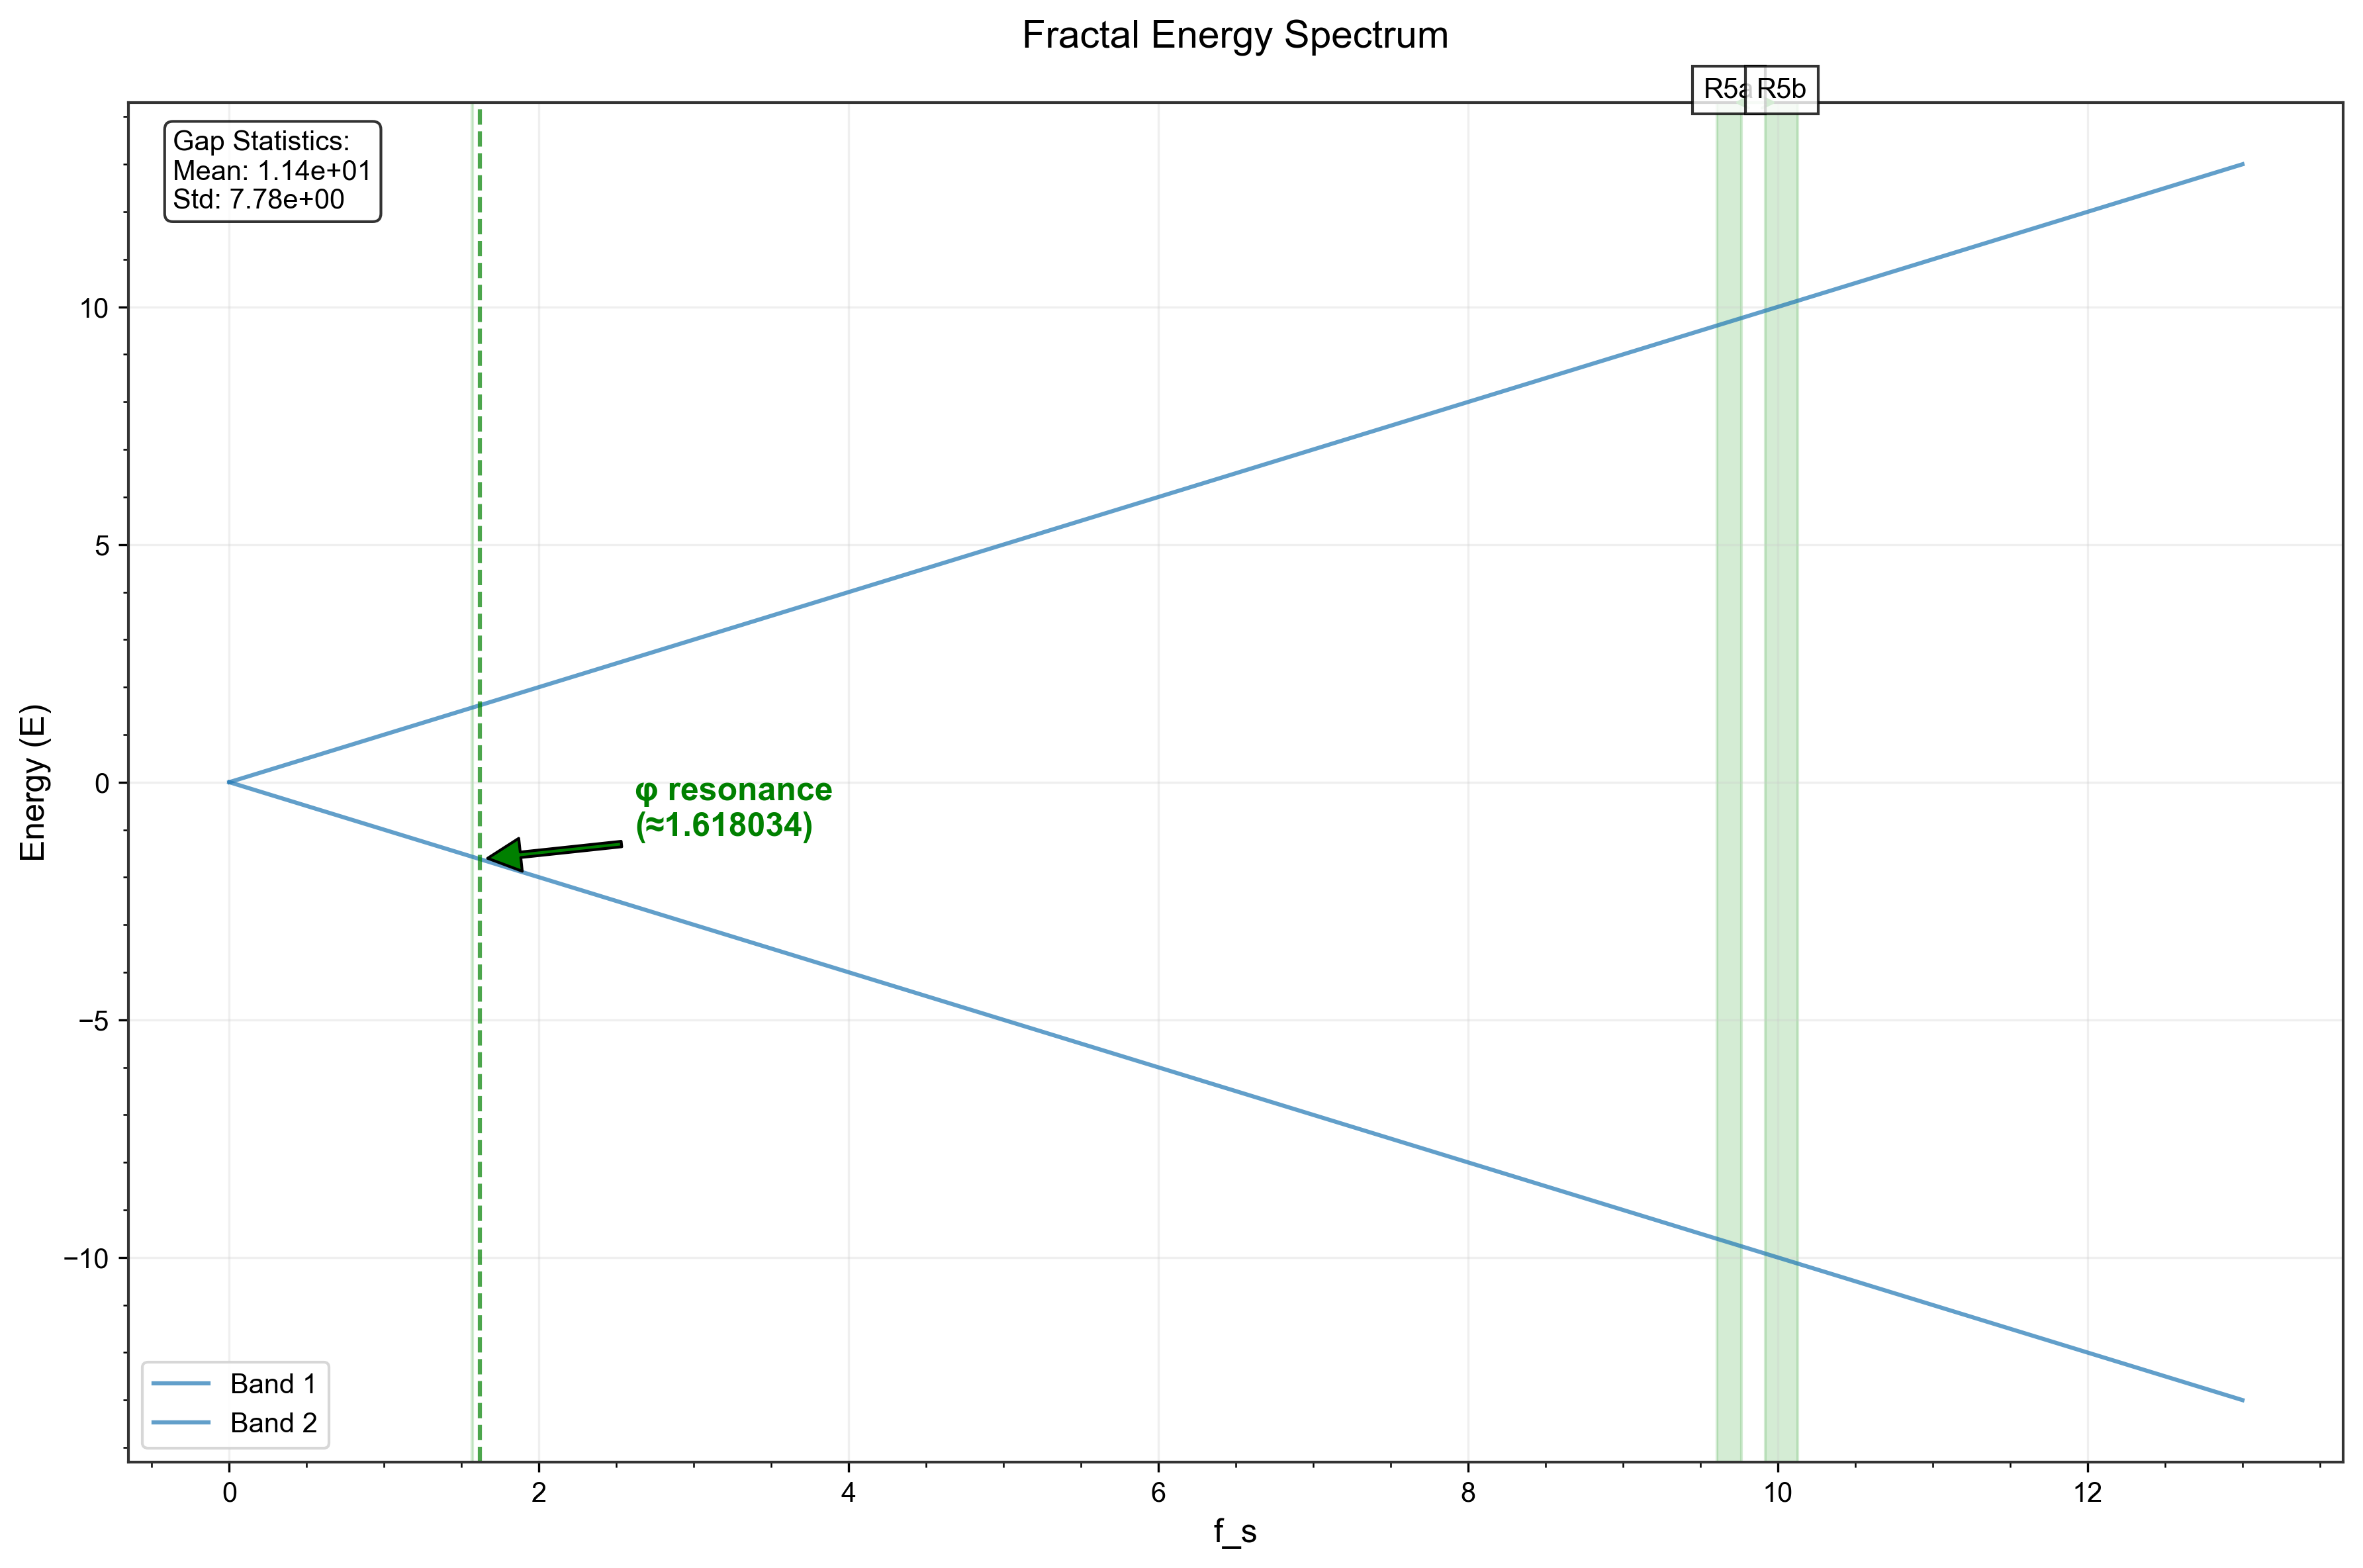 Fractal Energy Spectrum
R5a
R5b
Gap Statistics:
Mean: 1.14e+01
Std: 7.78e+00
10
5
0
−5
−10
Energy (E)
φ resonance
(≈1.618034)
Band 1
Band 2
0
2
4
6
8
10
12
f_s